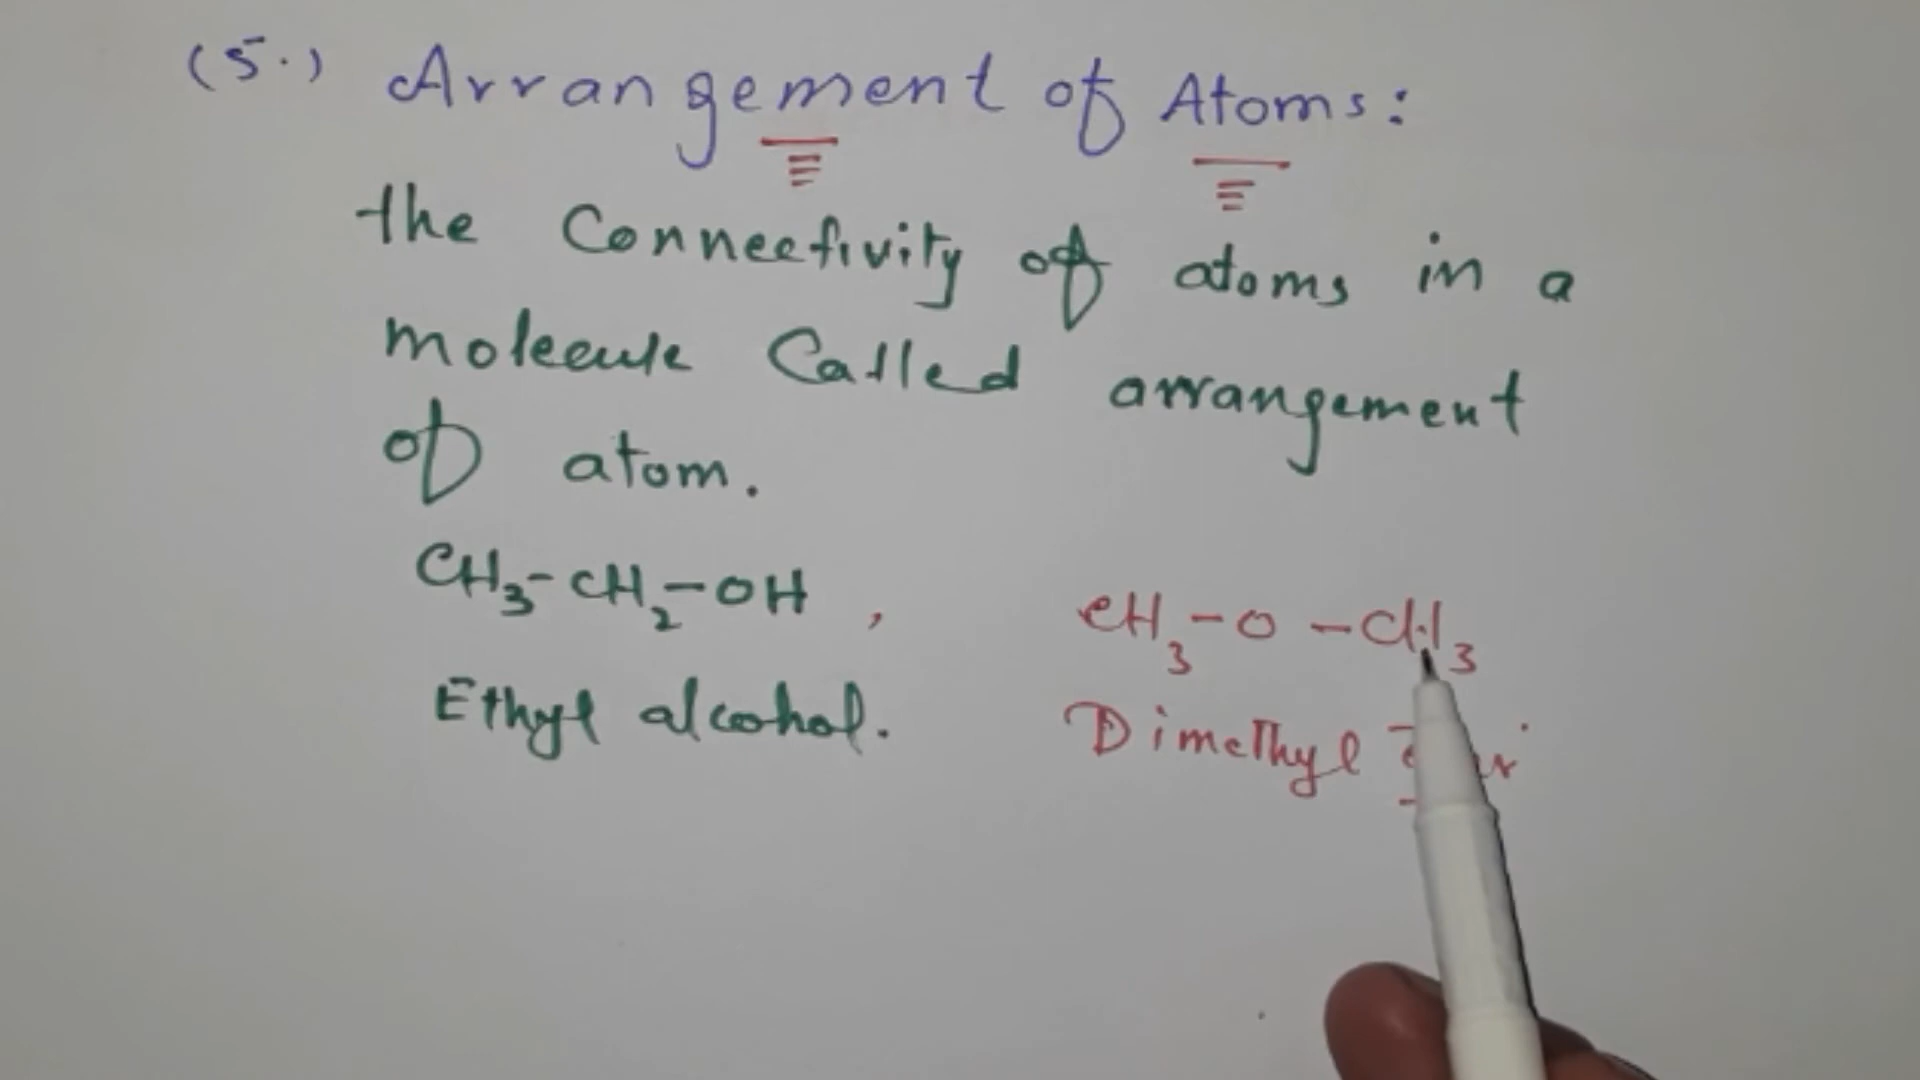 (5.) Arrangement of Atoms:
the Connectivity of atoms in a
molecule Called arrangement
of atom.
CH₃-CH₂-OH , CH₃-O-CH₃
Ethyl alcohol. Dimethyl